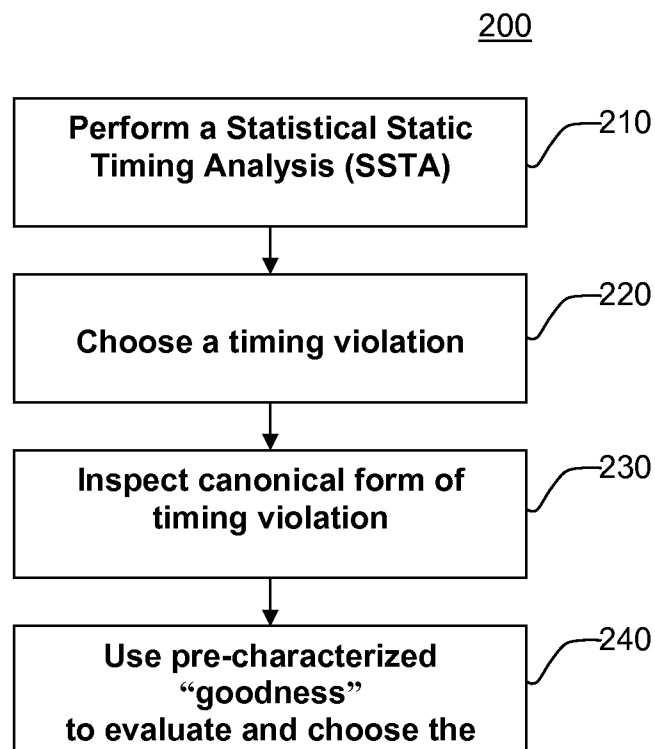 200
Perform a Statistical Static
Timing Analysis (SSTA)
210
Choose a timing violation
220
Inspect canonical form of
timing violation
230
Use pre-characterized
“goodness”
to evaluate and choose the
240